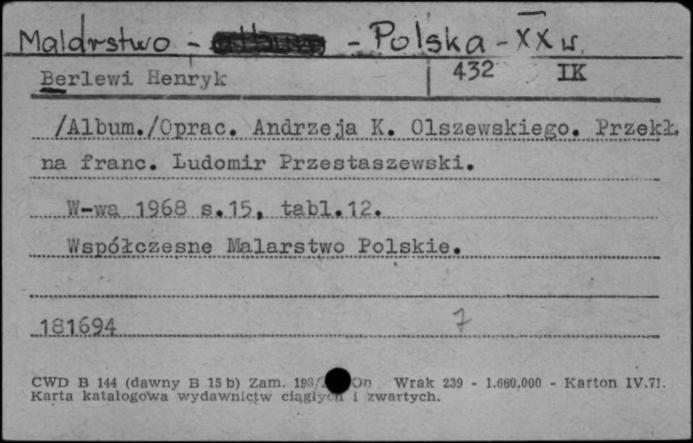 Malarstwo - - Polska - XX w.
Berlewi Henryk 432 IK
/Album./Oprac. Andrzeja K. Olszewskiego. Przekł.
na franc. Ludomir Przestaszewski.
W-wa 1968 s.15, tabl.12.
Współczesne Malarstwo Polskie.
181694 7
CWD B 144 (dawny B 15 b) Zam. Wrak 239 - 1.660.000 - Karton IV.71.
Karta katalogowa wydawnictw ciągłych i zwartych.